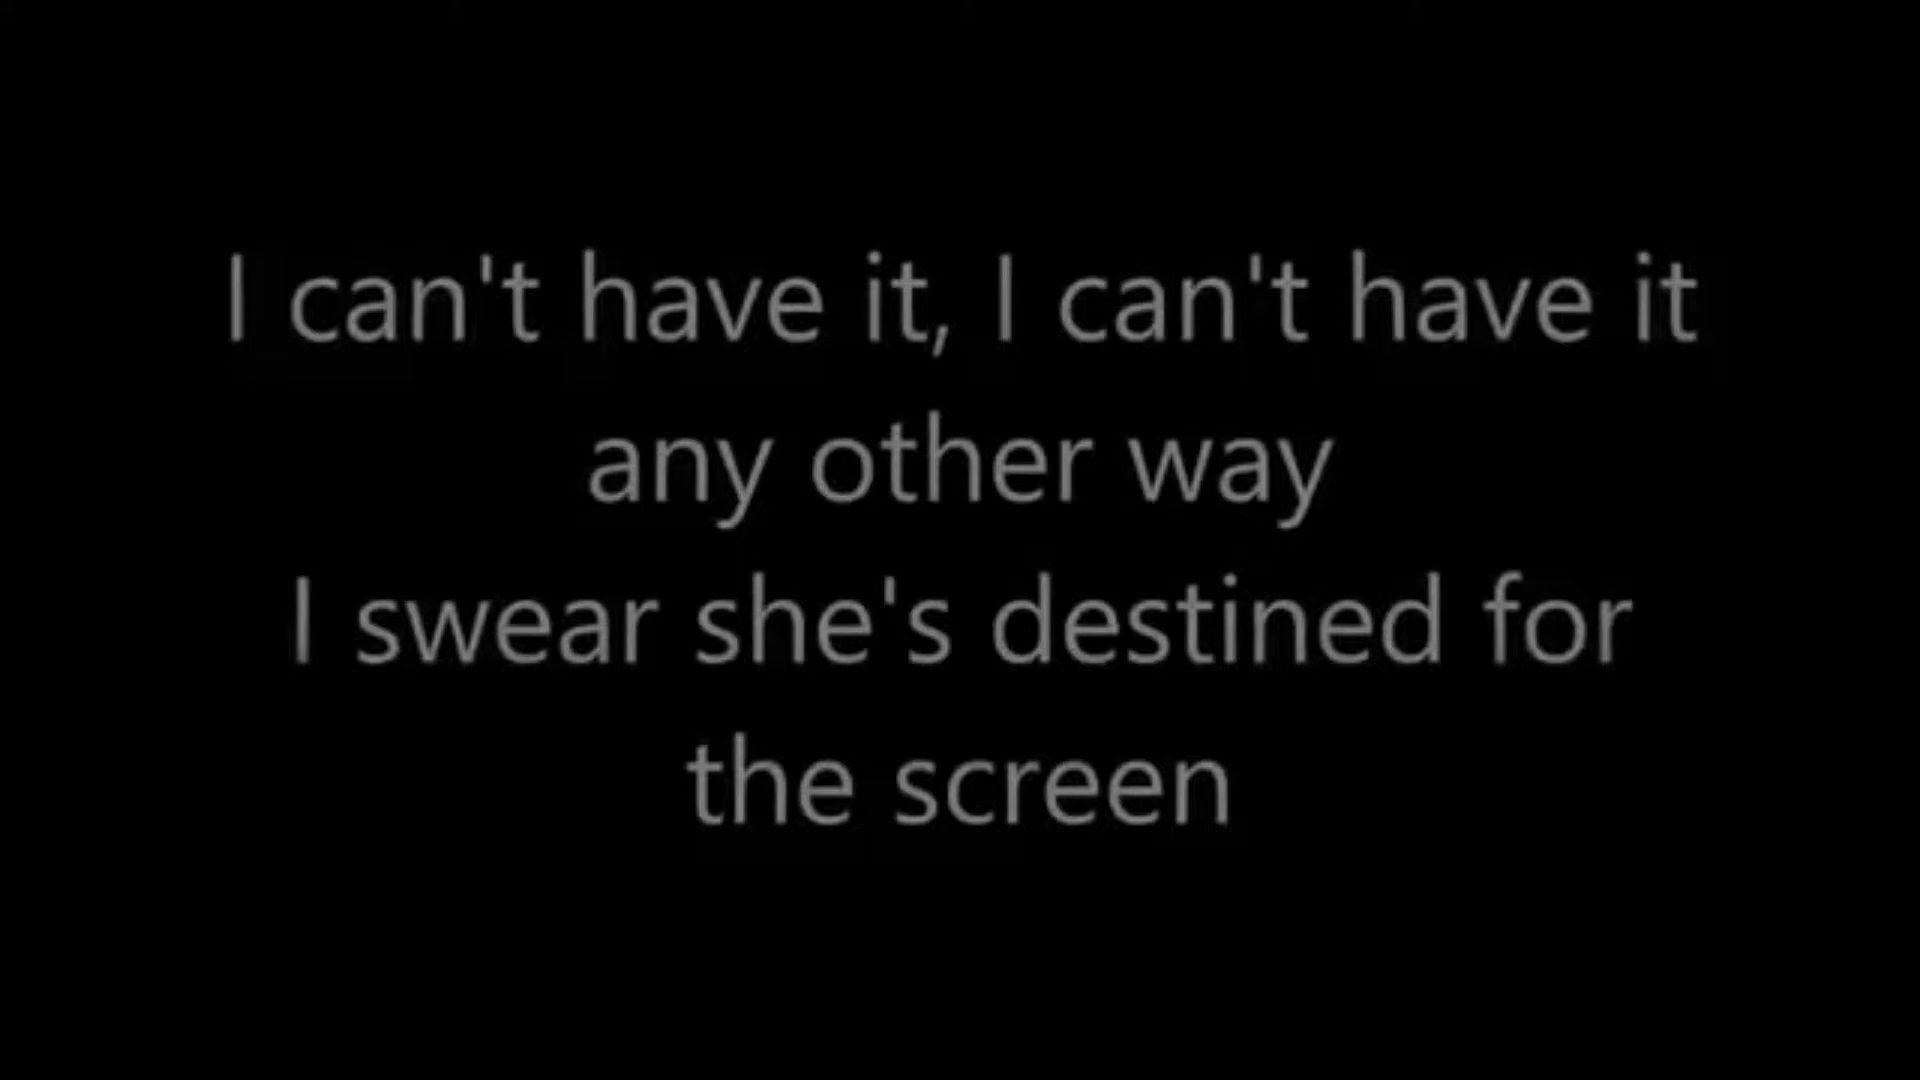 I can't have it, I can't have it
any other way
I swear she's destined for
the screen